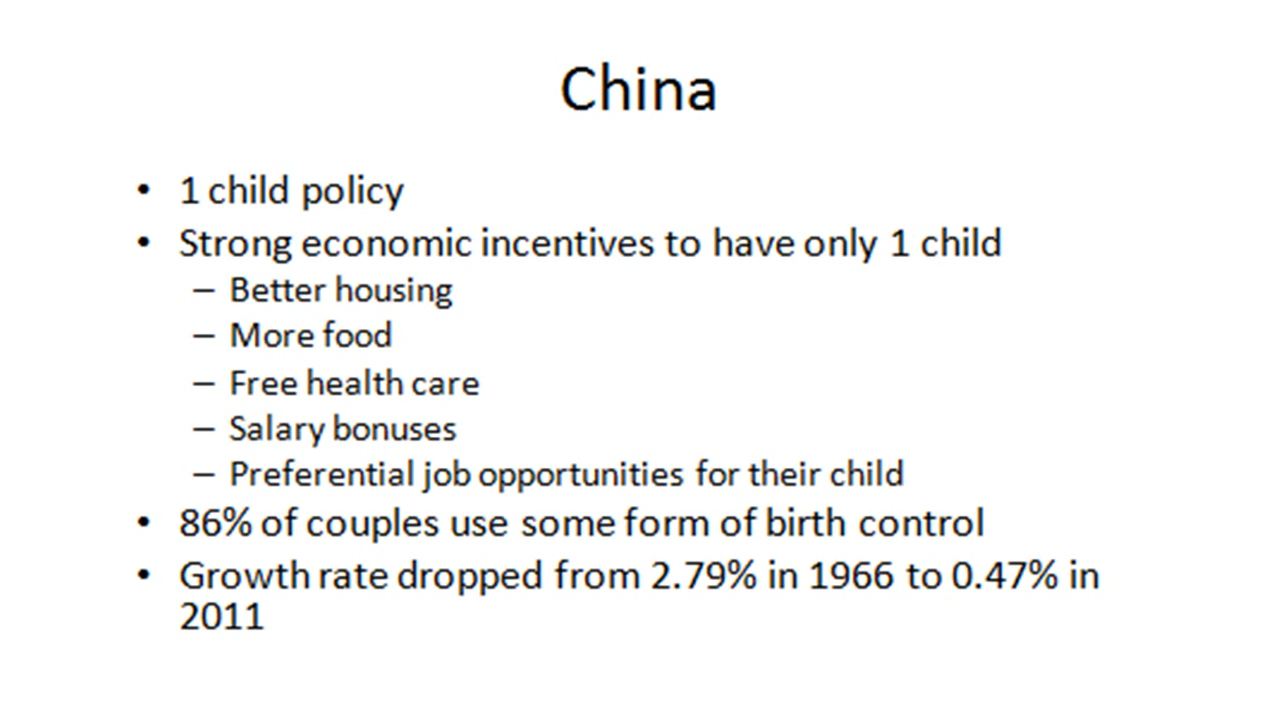 China
• 1 child policy
• Strong economic incentives to have only 1 child
– Better housing
– More food
– Free health care
– Salary bonuses
– Preferential job opportunities for their child
• 86% of couples use some form of birth control
• Growth rate dropped from 2.79% in 1966 to 0.47% in
2011